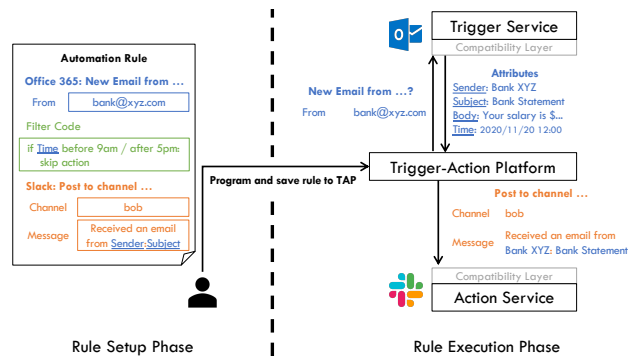 Automation Rule
Office 365: New Email from ...
From
bank@xyz.com
Filter Code
if Time before 9am / after 5pm:
skip action
Slack: Post to channel ...
Channel
bob
Message
Received an email
from Sender:Subject
Rule Setup Phase
Program and save rule to TAP
O
Trigger Service
Compatibility Layer
New Email from ...?
From
bank@xyz.com
Attributes
Sender: Bank XYZ
Subject: Bank Statement
Body: Your salary is $...
Time: 2020/11/20 12:00
Trigger-Action Platform
Post to channel ...
Channel
bob
Message
Received an email from
Bank XYZ: Bank Statement
Compatibility Layer
Action Service
Rule Execution Phase